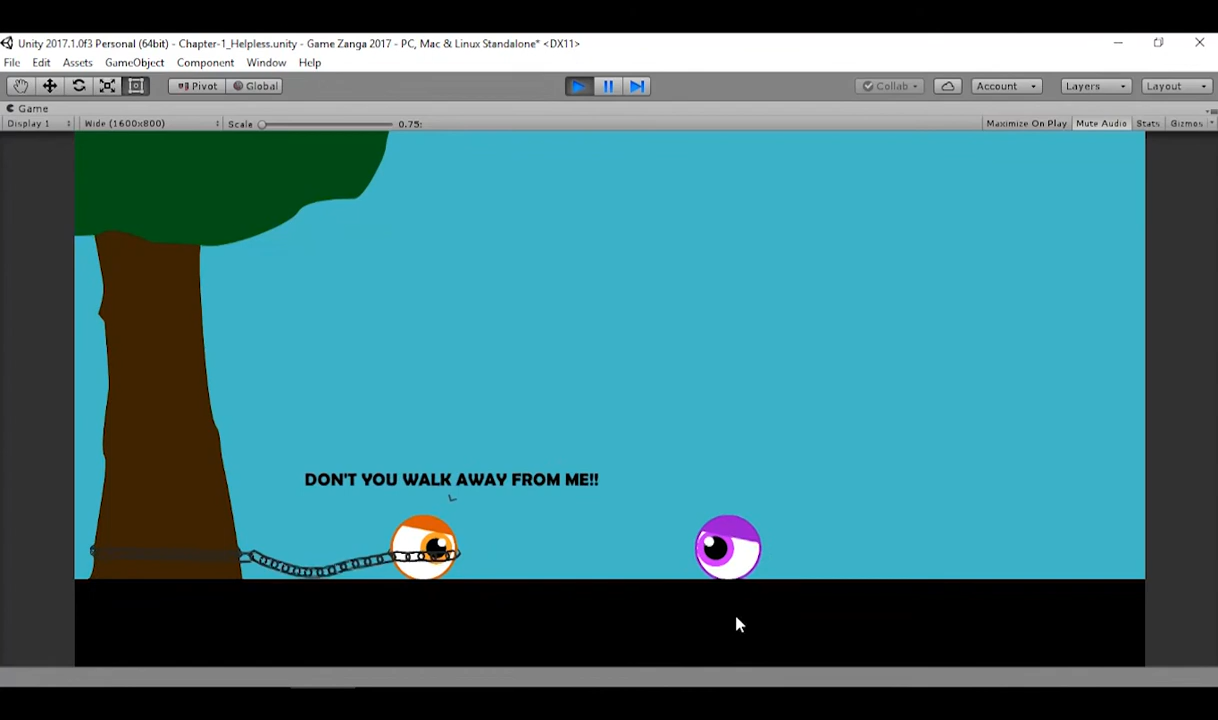 Unity 2017.1.0f3 Personal (64bit) - Chapter-1_Helpless.unity - Game Zanga 2017 - PC, Mac & Linux Standalone* <DX11>
File Edit Assets GameObject Component Window Help
Pivot Global Collab Account Layers Layout
Game
Display 1 Wide (1600x800) Scale 0.75: Maximize On Play Mute Audio Stats Gizmos
DON'T YOU WALK AWAY FROM ME!!